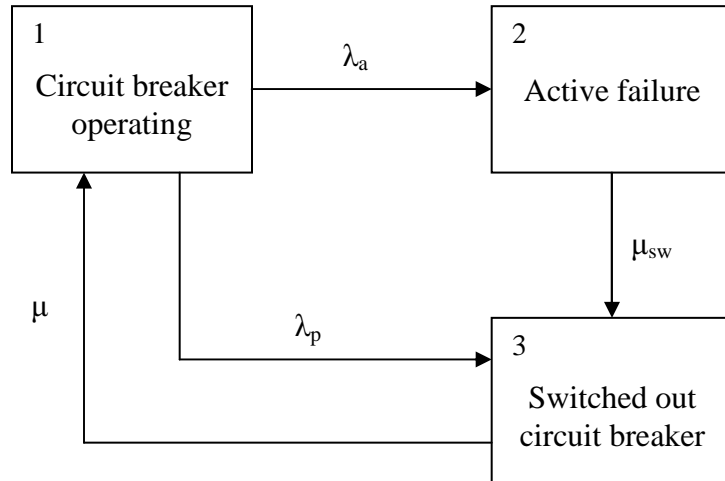 1
Circuit breaker
operating
λa
2
Active failure
μsw
μ
λp
3
Switched out
circuit breaker